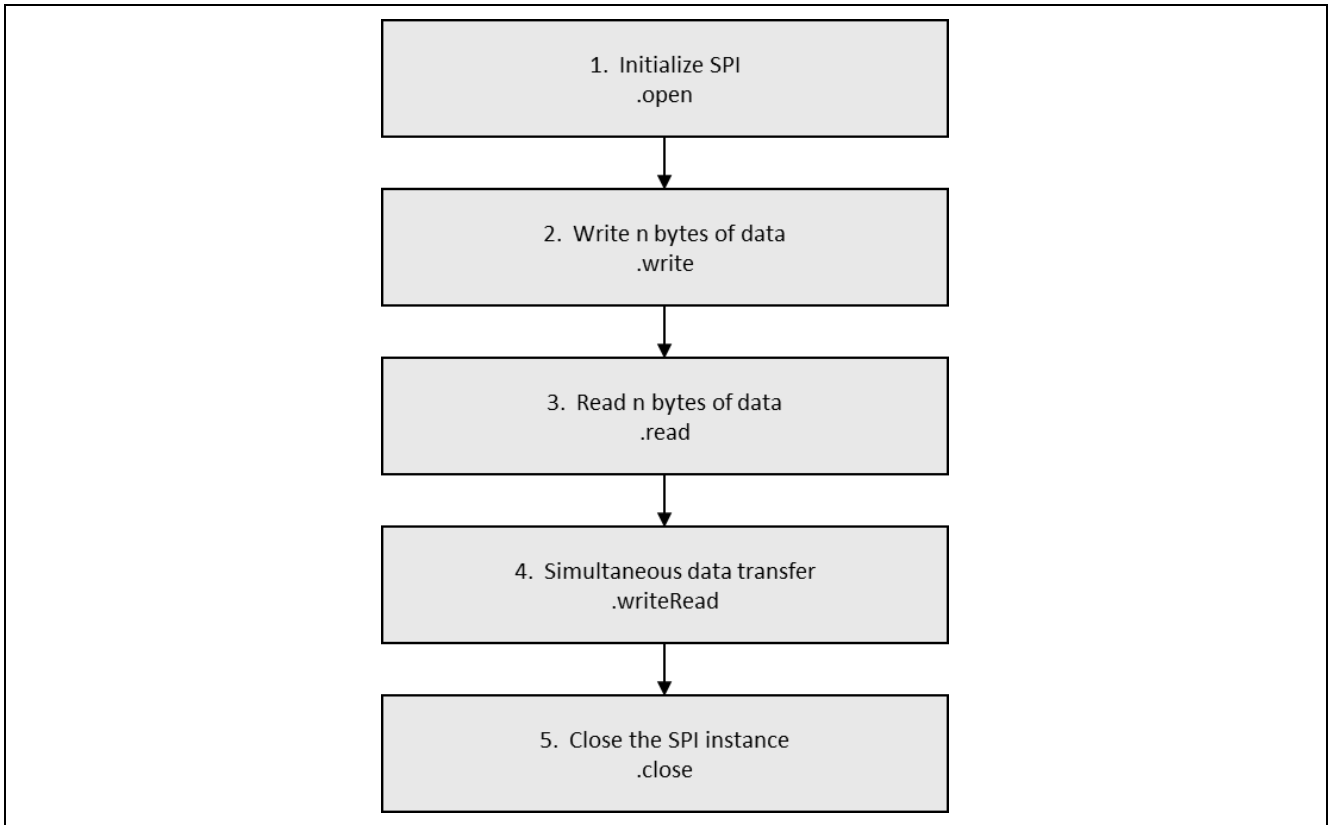 1. Initialize SPI
.open
2. Write n bytes of data
.write
3. Read n bytes of data
.read
4. Simultaneous data transfer
.writeRead
5. Close the SPI instance
.close